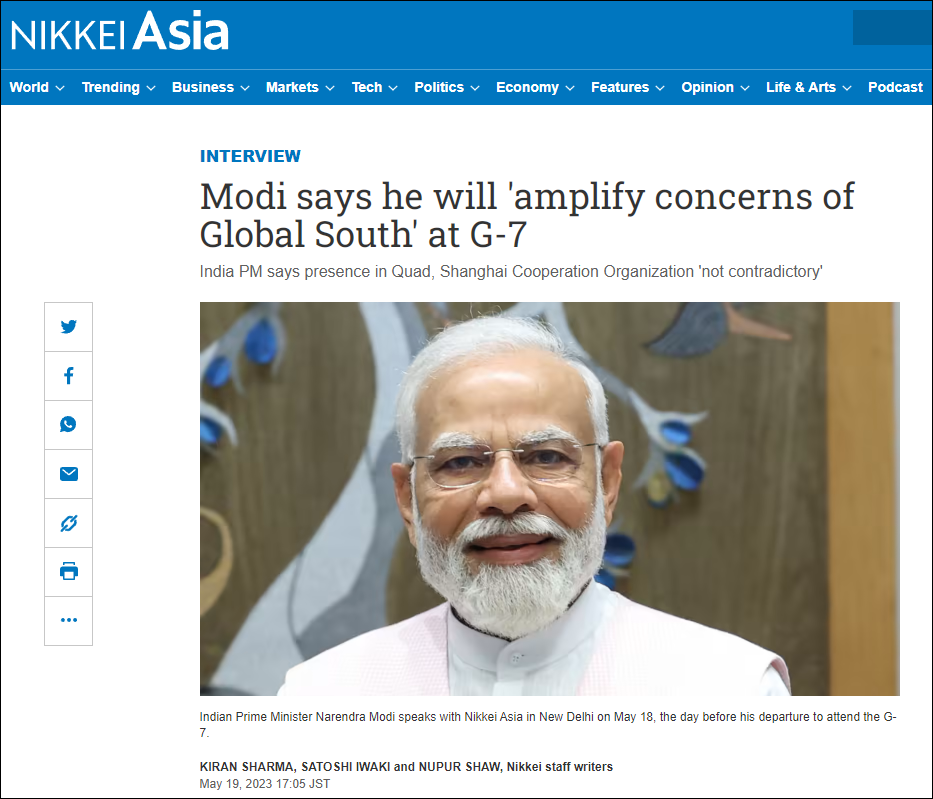 NIKKEI Asia
World Trending Business Markets Tech Politics Economy Features Opinion Life & Arts Podcast
INTERVIEW
Modi says he will 'amplify concerns of
Global South' at G-7
India PM says presence in Quad, Shanghai Cooperation Organization 'not contradictory'
Indian Prime Minister Narendra Modi speaks with Nikkei Asia in New Delhi on May 18, the day before his departure to attend the G-
7.
KIRAN SHARMA, SATOSHI IWAKI and NUPUR SHAW, Nikkei staff writers
May 19, 2023 17:05 JST